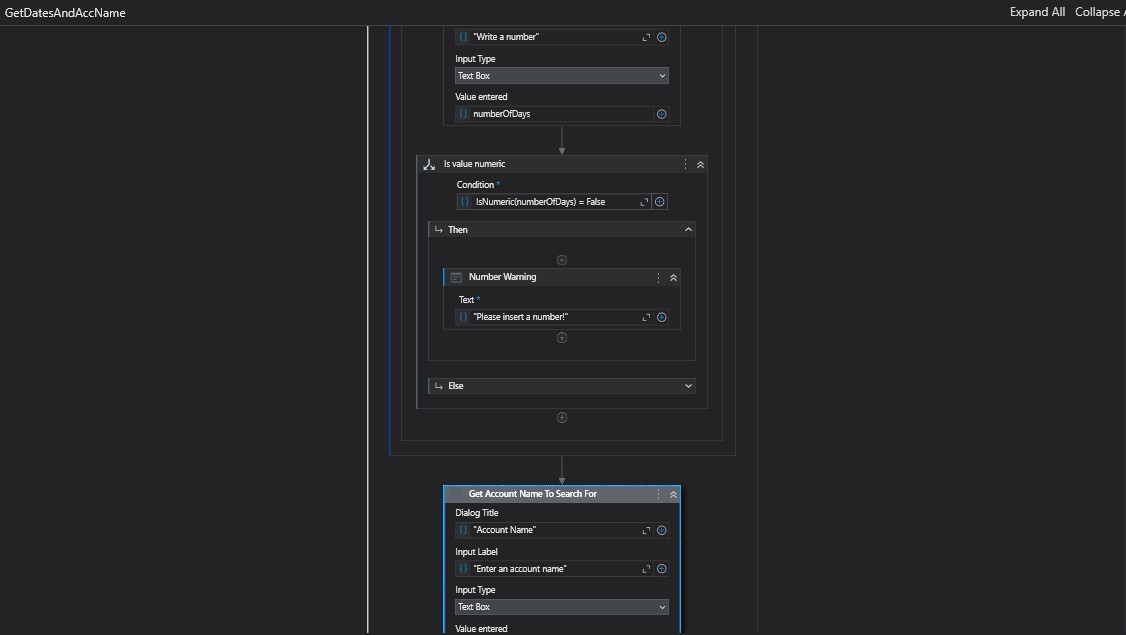 GetDatesAndAccName
Expand All Collapse A
"Write a number"
Input Type
Text Box
Value entered
numberOfDays
Is value numeric
Condition *
IsNumeric(numberOfDays) = False
Then
Number Warning
Text *
"Please insert a number!"
Else
Get Account Name To Search For
Dialog Title
"Account Name"
Input Label
"Enter an account name"
Input Type
Text Box
Value entered